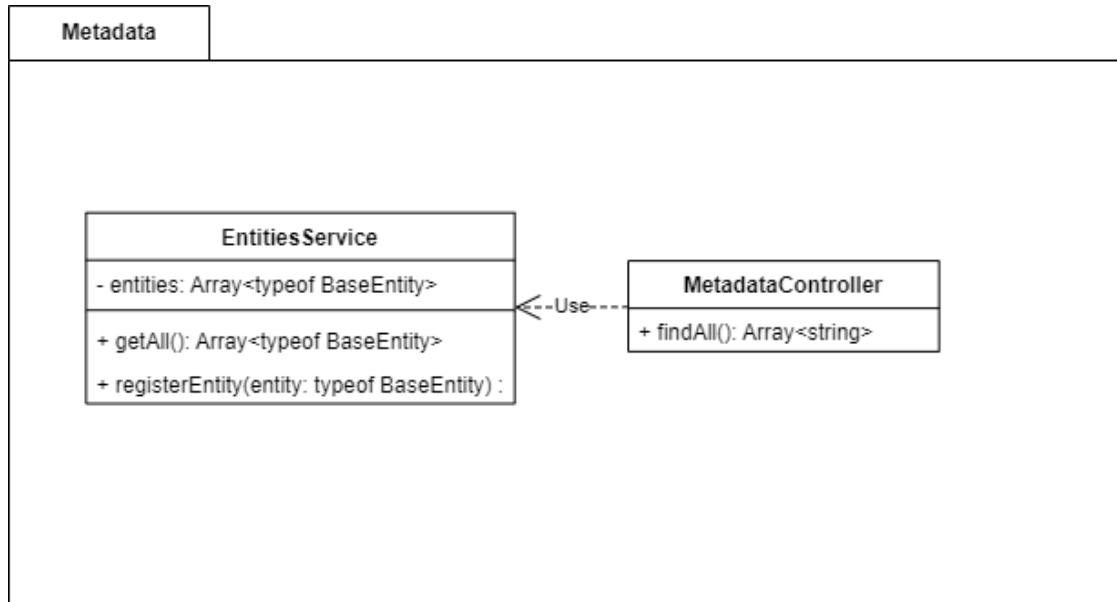 Metadata
EntitiesService
- entities: Array<typeof BaseEntity>
+ getAll(): Array<typeof BaseEntity>
+ registerEntity(entity: typeof BaseEntity) :
Use
MetadataController
+ findAll(): Array<string>